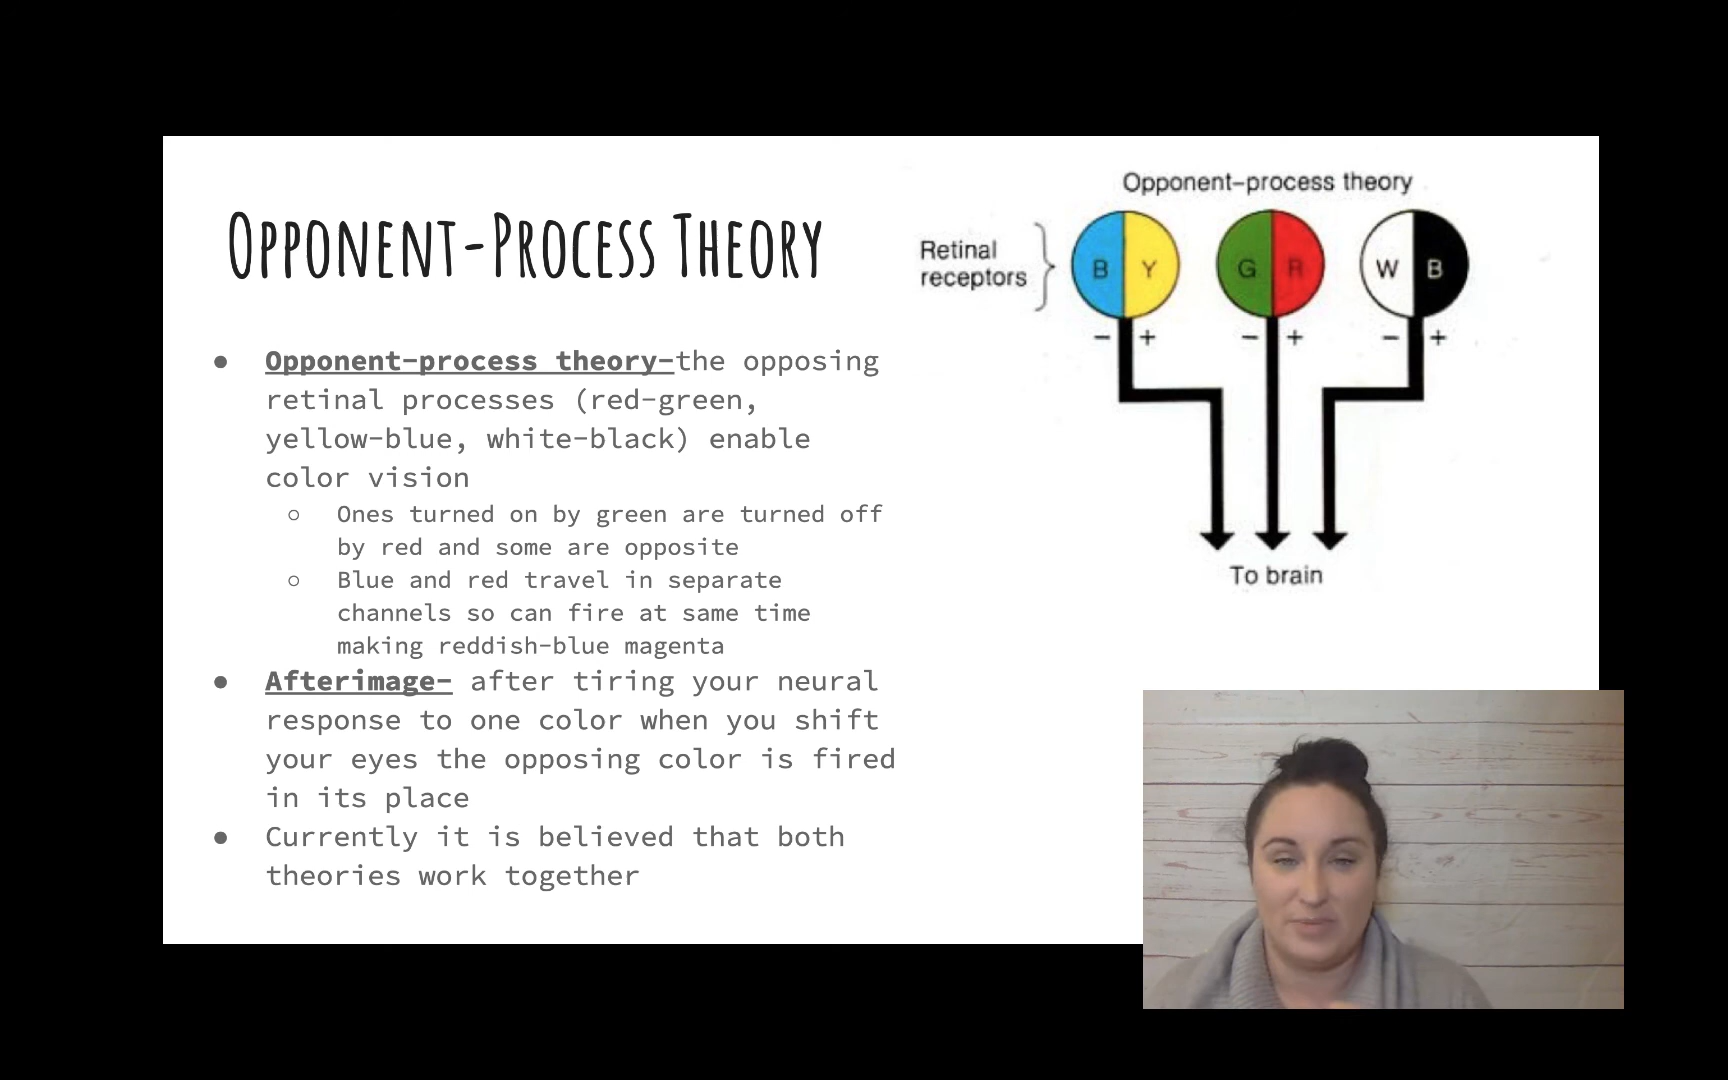 OPPONENT-PROCESS THEORY
● Opponent-process theory-the opposing
retinal processes (red-green,
yellow-blue, white-black) enable
color vision
○ Ones turned on by green are turned off
by red and some are opposite
○ Blue and red travel in separate
channels so can fire at same time
making reddish-blue magenta
● Afterimage- after tiring your neural
response to one color when you shift
your eyes the opposing color is fired
in its place
● Currently it is believed that both
theories work together
Opponent-process theory
Retinal
receptors
B Y G R W B
− + − + − +
To brain